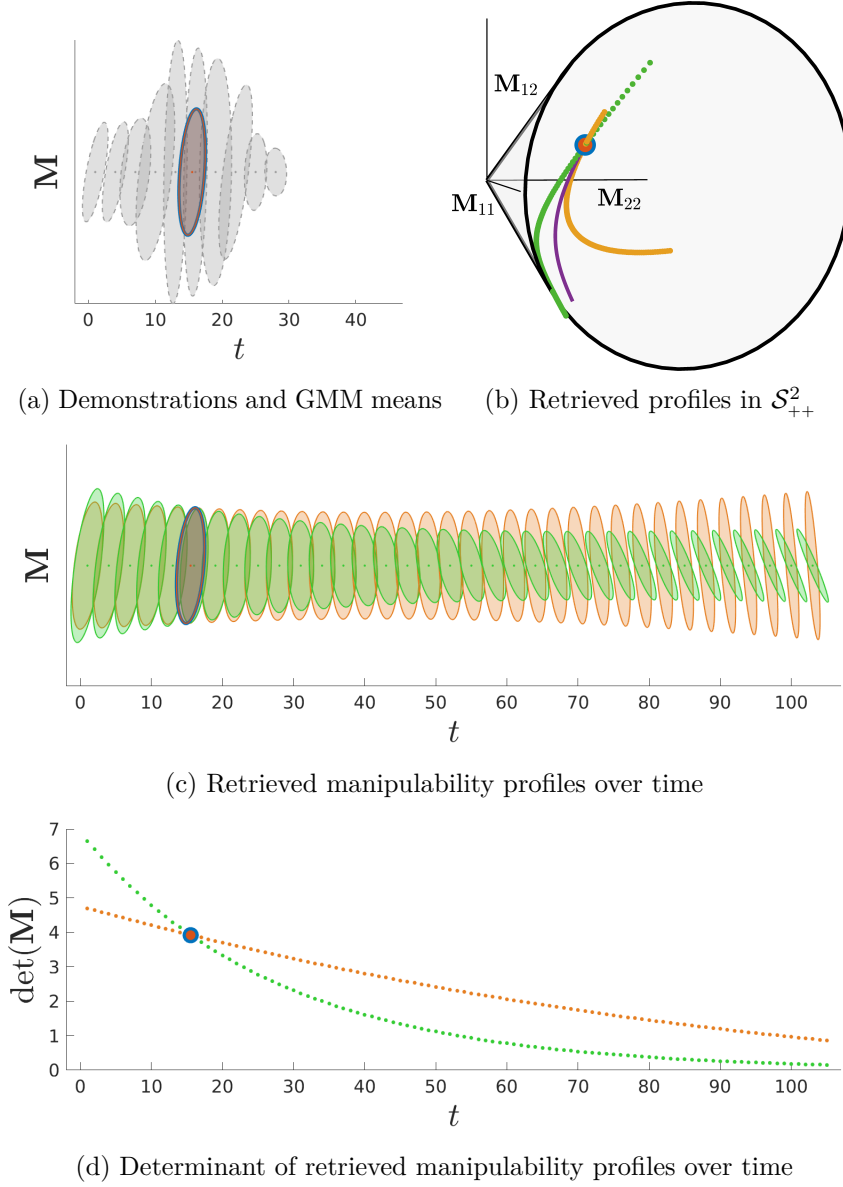 M
0 10 20 30 40
t
(a) Demonstrations and GMM means
M₁₂
M₁₁
M₂₂
(b) Retrieved profiles in 𝒮²₊₊
M
0 10 20 30 40 50 60 70 80 90 100
t
(c) Retrieved manipulability profiles over time
7
6
5
4
3
2
1
0
det(M)
0 10 20 30 40 50 60 70 80 90 100
t
(d) Determinant of retrieved manipulability profiles over time